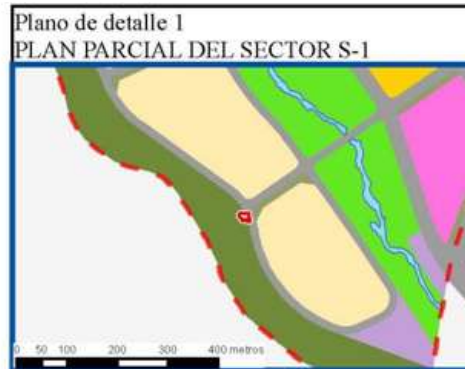 Plano de detalle 1
PLAN PARCIAL DEL SECTOR S-1
0 50 100 200 300 400 metros